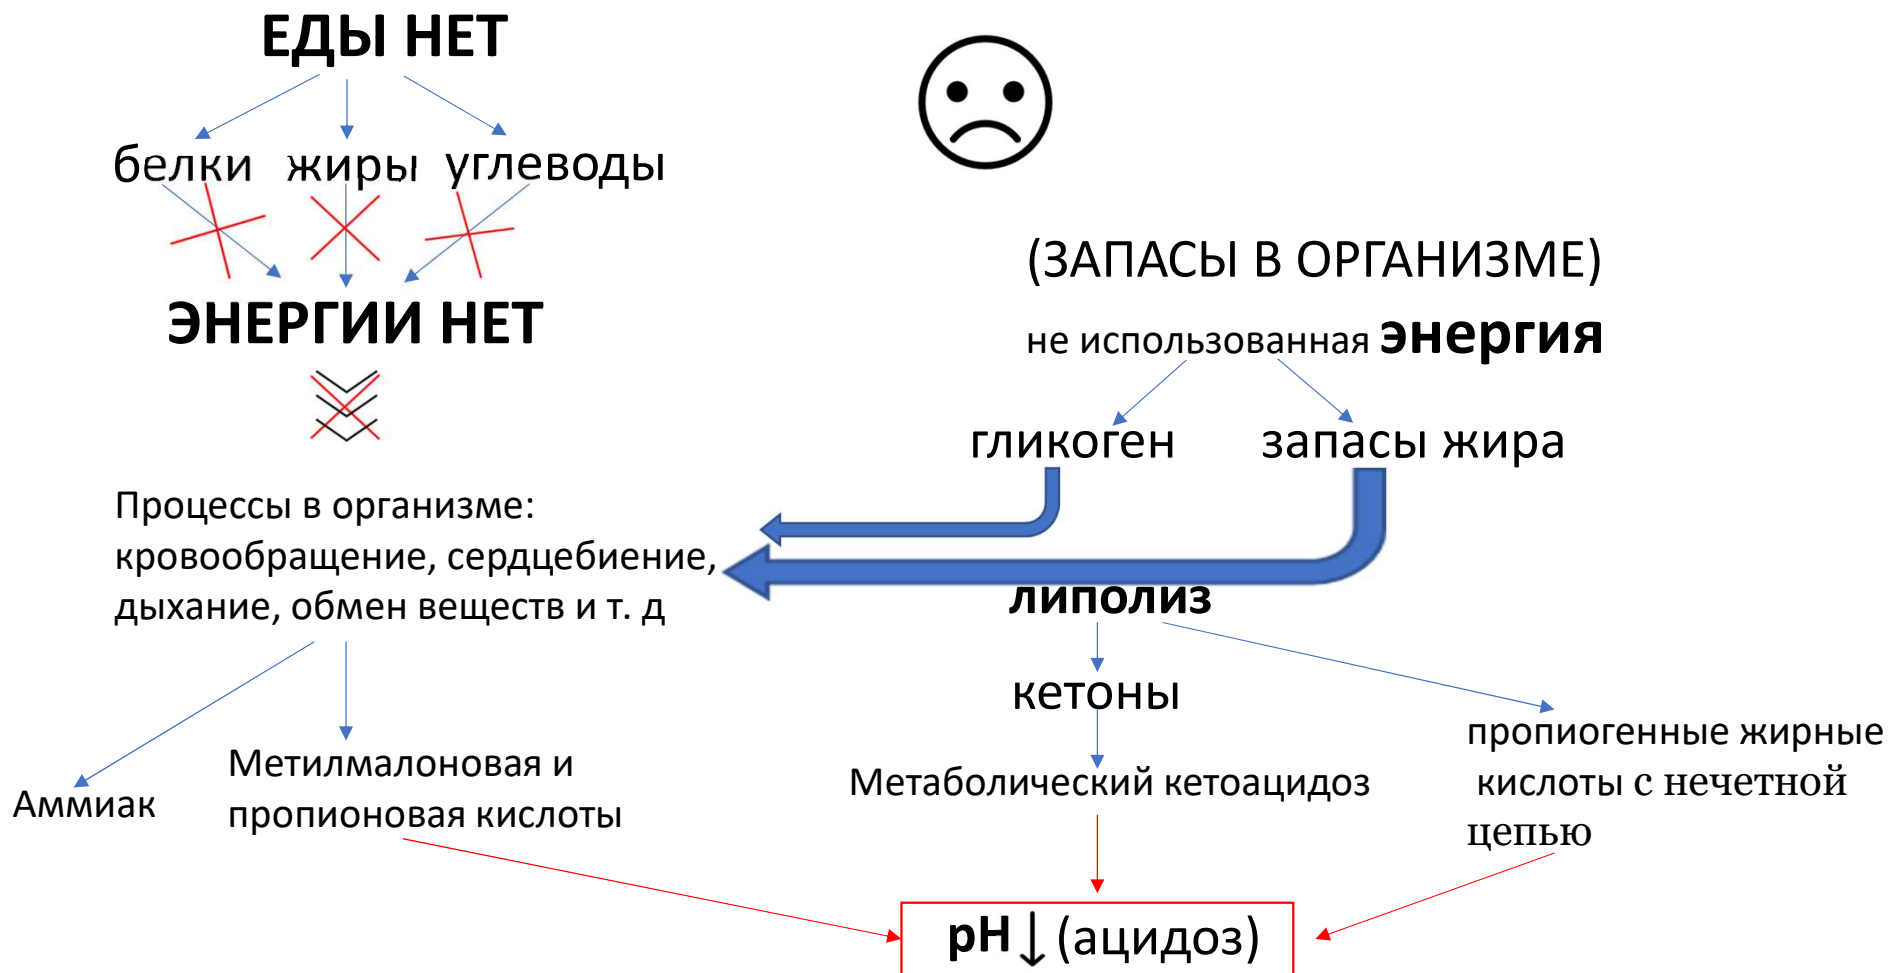 ЕДЫ НЕТ
белки жиры углеводы
ЭНЕРГИИ НЕТ
(ЗАПАСЫ В ОРГАНИЗМЕ)
не использованная энергия
гликоген запасы жира
Процессы в организме:
кровообращение, сердцебиение,
дыхание, обмен веществ и т. д
липолиз
кетоны
Аммиак
Метилмалоновая и
пропионовая кислоты
Метаболический кетоацидоз
пропиогенные жирные
кислоты с нечетной
цепью
pH↓(ацидоз)